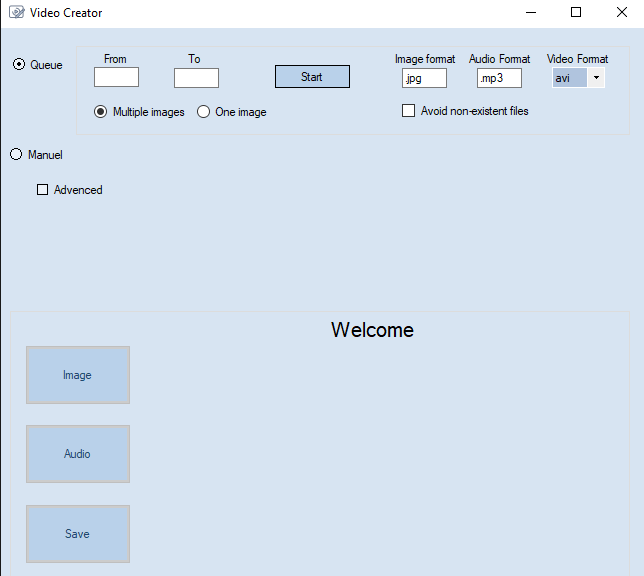 Video Creator
Queue
From
To
Start
Image format
Audio Format
Video Format
.jpg
.mp3
avi
Multiple images
One image
Avoid non-existent files
Manuel
Advenced
Welcome
Image
Audio
Save